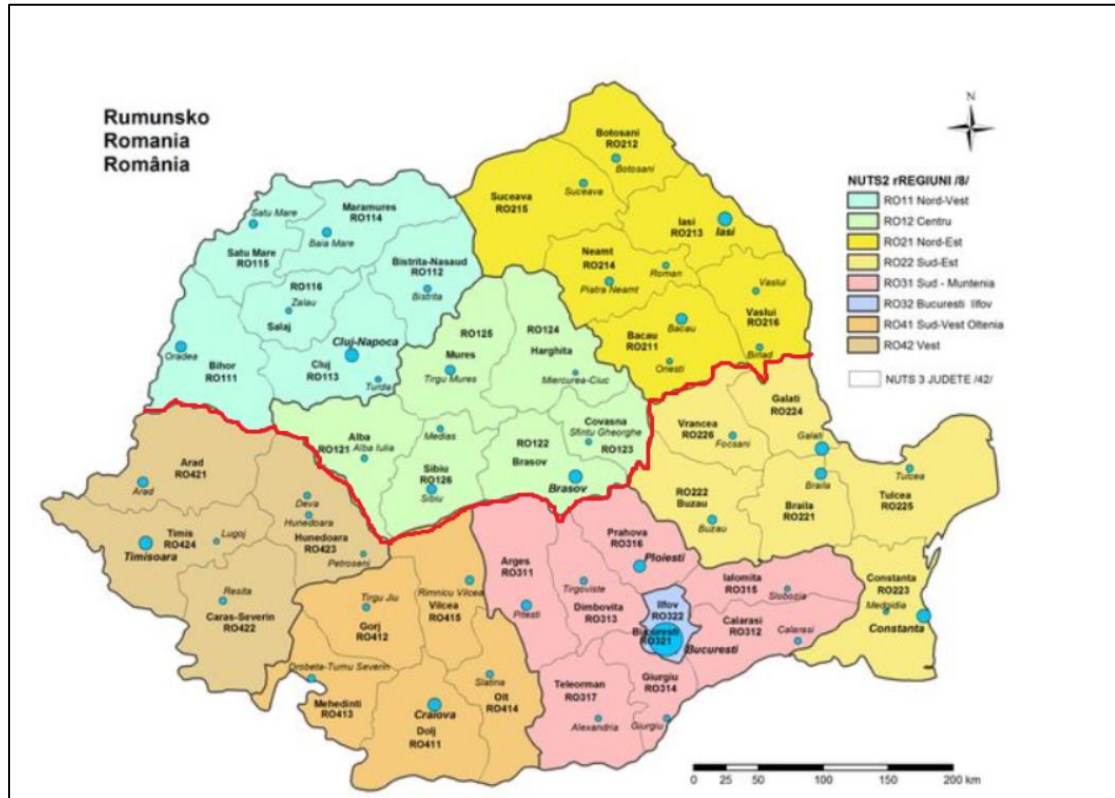 Rumunsko
Romania
România
N
NUTS2 rREGIUNI /8/
RO11 Nord-Vest
RO12 Centru
RO21 Nord-Est
RO22 Sud-Est
RO31 Sud - Muntenia
RO32 Bucuresti Ilfov
RO41 Sud-Vest Oltenia
RO42 Vest
NUTS 3 JUDETE /42/
Botosani
RO212
Botosani
Suceava
Suceava
RO215
Iasi
RO213
Iasi
Neamt
RO214
Roman
Piatra Neamt
Vaslui
Vaslui
RO216
Bacau
Bacau
RO211
Onesti
Birlad
Satu Mare
Maramures
RO114
Baia Mare
Satu Mare
RO115
Bistrita-Nasaud
RO112
Bistrita
RO116
Zalau
Salaj
Oradea
Bihor
RO111
Cluj-Napoca
Cluj
RO113
Turda
RO125
Mures
Tirgu Mures
RO124
Harghita
Miercurea-Ciuc
Alba
RO121
Alba Iulia
Medias
Sibiu
RO126
Sibiu
RO122
Brasov
Brasov
Covasna
Sfintu Gheorghe
RO123
Vrancea
RO226
Focsani
Galati
RO224
Galati
Braila
Braila
RO221
Tulcea
Tulcea
RO225
RO222
Buzau
Buzau
Constanta
RO223
Medgidia
Constanta
Arad
RO421
Arad
Deva
Hunedoara
Hunedoara
RO423
Petrosani
Timis
RO424
Lugoj
Timisoara
Resita
Caras-Severin
RO422
Rimnicu Vilcea
Vilcea
RO415
Tirgu Jiu
Gorj
RO412
Drobeta-Turnu Severin
Mehedinti
RO413
Craiova
Dolj
RO411
Slatina
Olt
RO414
Arges
RO311
Pitesti
Prahova
RO316
Ploiesti
Tirgoviste
Dimbovita
RO313
Ialomita
RO315
Slobozia
Ilfov
RO322
Bucuresti
RO321
Bucuresti
Calarasi
RO312
Calarasi
Giurgiu
RO314
Giurgiu
Teleorman
RO317
Alexandria
0 25 50 100 150 200 km